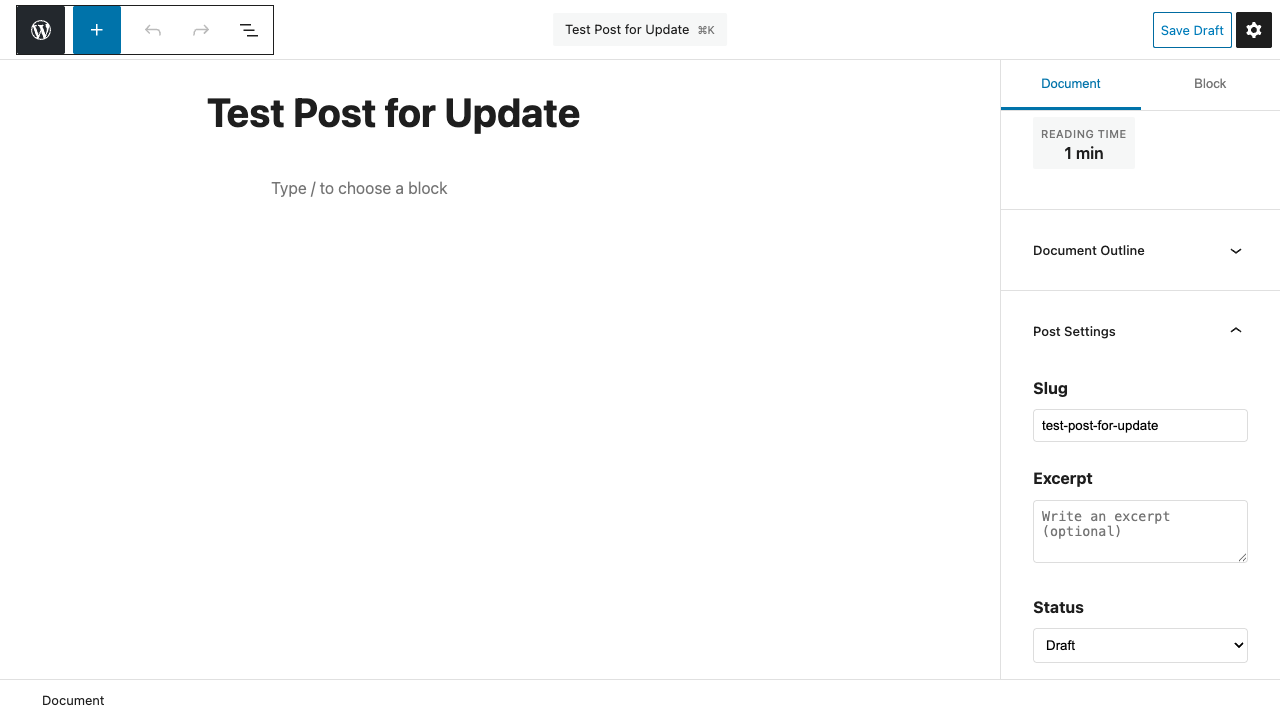 Test Post for Update ⌘K
Save Draft
Test Post for Update
Type / to choose a block
Document Block
READING TIME
1 min
Document Outline
Post Settings
Slug
test-post-for-update
Excerpt
Write an excerpt
(optional)
Status
Draft
Document